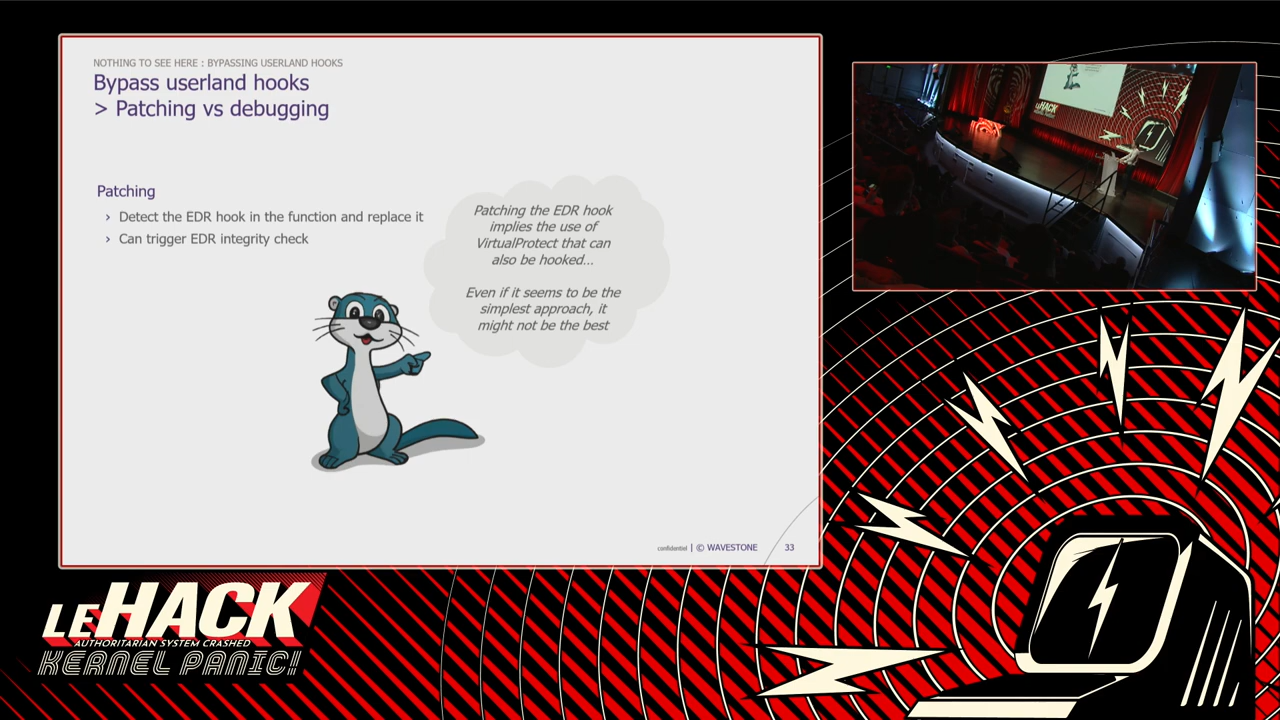 NOTHING TO SEE HERE : BYPASSING USERLAND HOOKS
Bypass userland hooks
> Patching vs debugging
Patching
› Detect the EDR hook in the function and replace it
› Can trigger EDR integrity check
Patching the EDR hook
implies the use of
VirtualProtect that can
also be hooked...
Even if it seems to be the
simplest approach, it
might not be the best
confidentiel | © WAVESTONE 33
LEHACK
AUTHORITARIAN SYSTEM CRASHED
KERNEL PANIC!
LEHACK